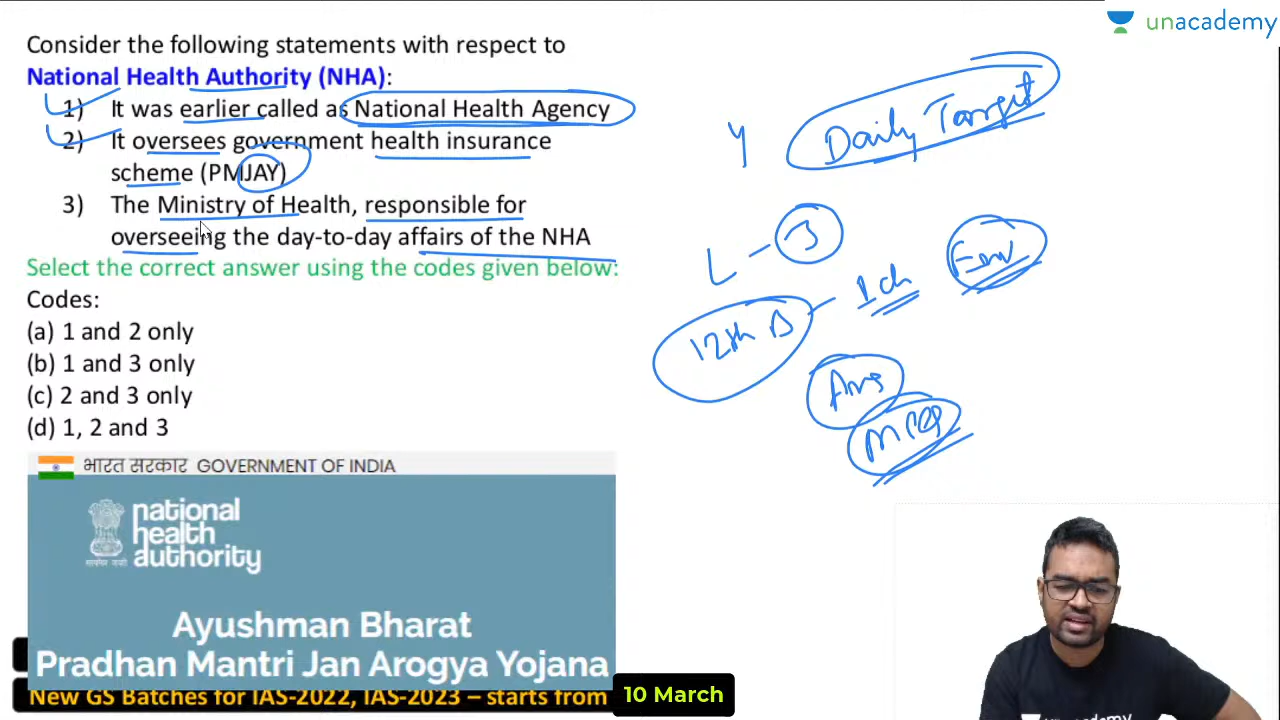 unacademy
Consider the following statements with respect to
National Health Authority (NHA):
1) It was earlier called as National Health Agency
2) It oversees government health insurance
scheme (PMJAY)
3) The Ministry of Health, responsible for
overseeing the day-to-day affairs of the NHA
Select the correct answer using the codes given below:
Codes:
(a) 1 and 2 only
(b) 1 and 3 only
(c) 2 and 3 only
(d) 1, 2 and 3
Daily Target
L - 3
12th B - 1 ch
Env
Ans
MCQ
भारत सरकार GOVERNMENT OF INDIA
national
health
authority
Ayushman Bharat
Pradhan Mantri Jan Arogya Yojana
New GS Batches for IAS-2022, IAS-2023 – starts from 10 March